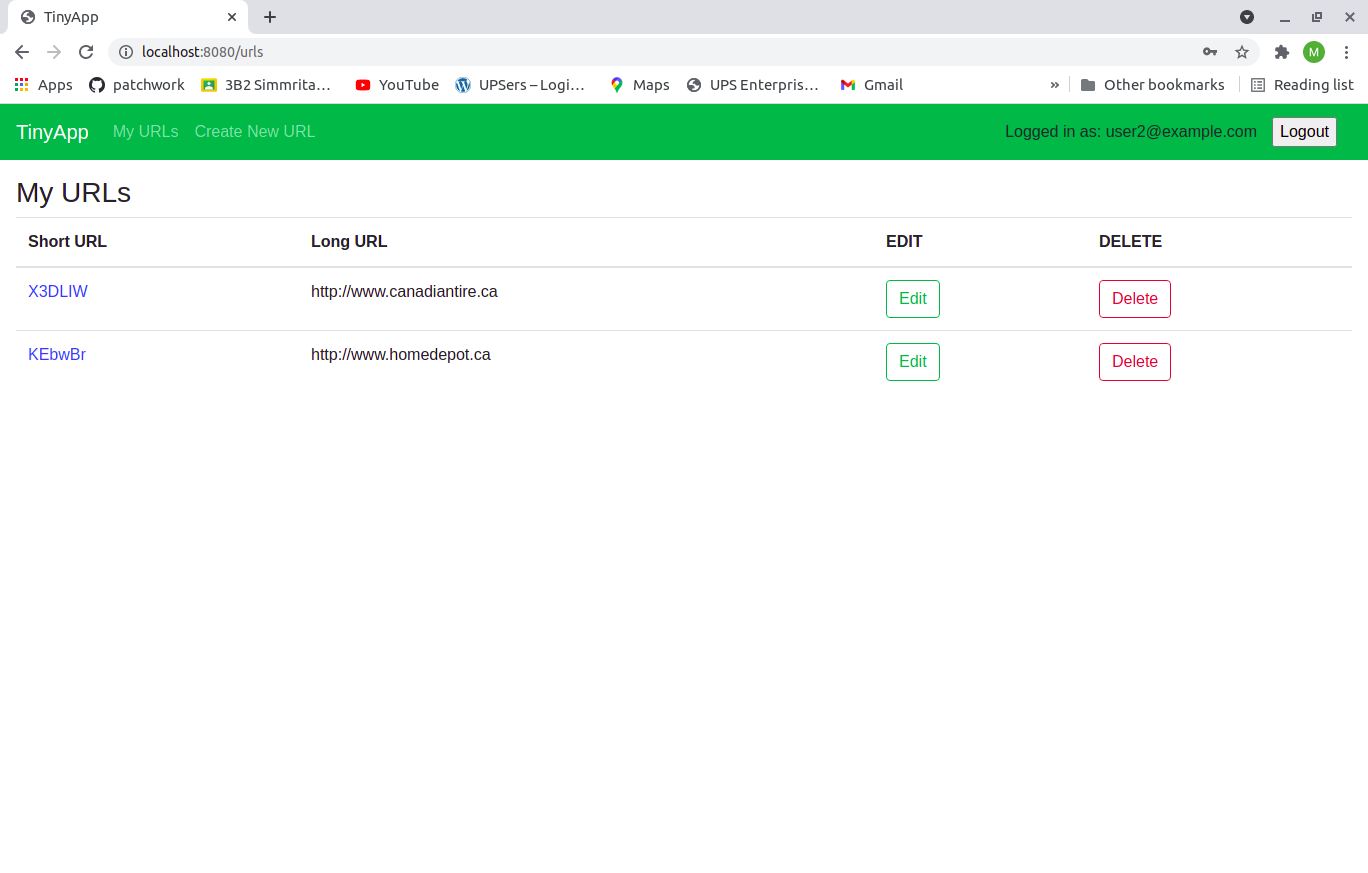 TinyApp
localhost:8080/urls
M
Apps patchwork 3B2 Simmrita… YouTube UPSers – Logi… Maps UPS Enterpris… Gmail » Other bookmarks Reading list
TinyApp My URLs Create New URL Logged in as: user2@example.com Logout
My URLs
Short URL Long URL EDIT DELETE
X3DLIW http://www.canadiantire.ca Edit Delete
KEbwBr http://www.homedepot.ca Edit Delete